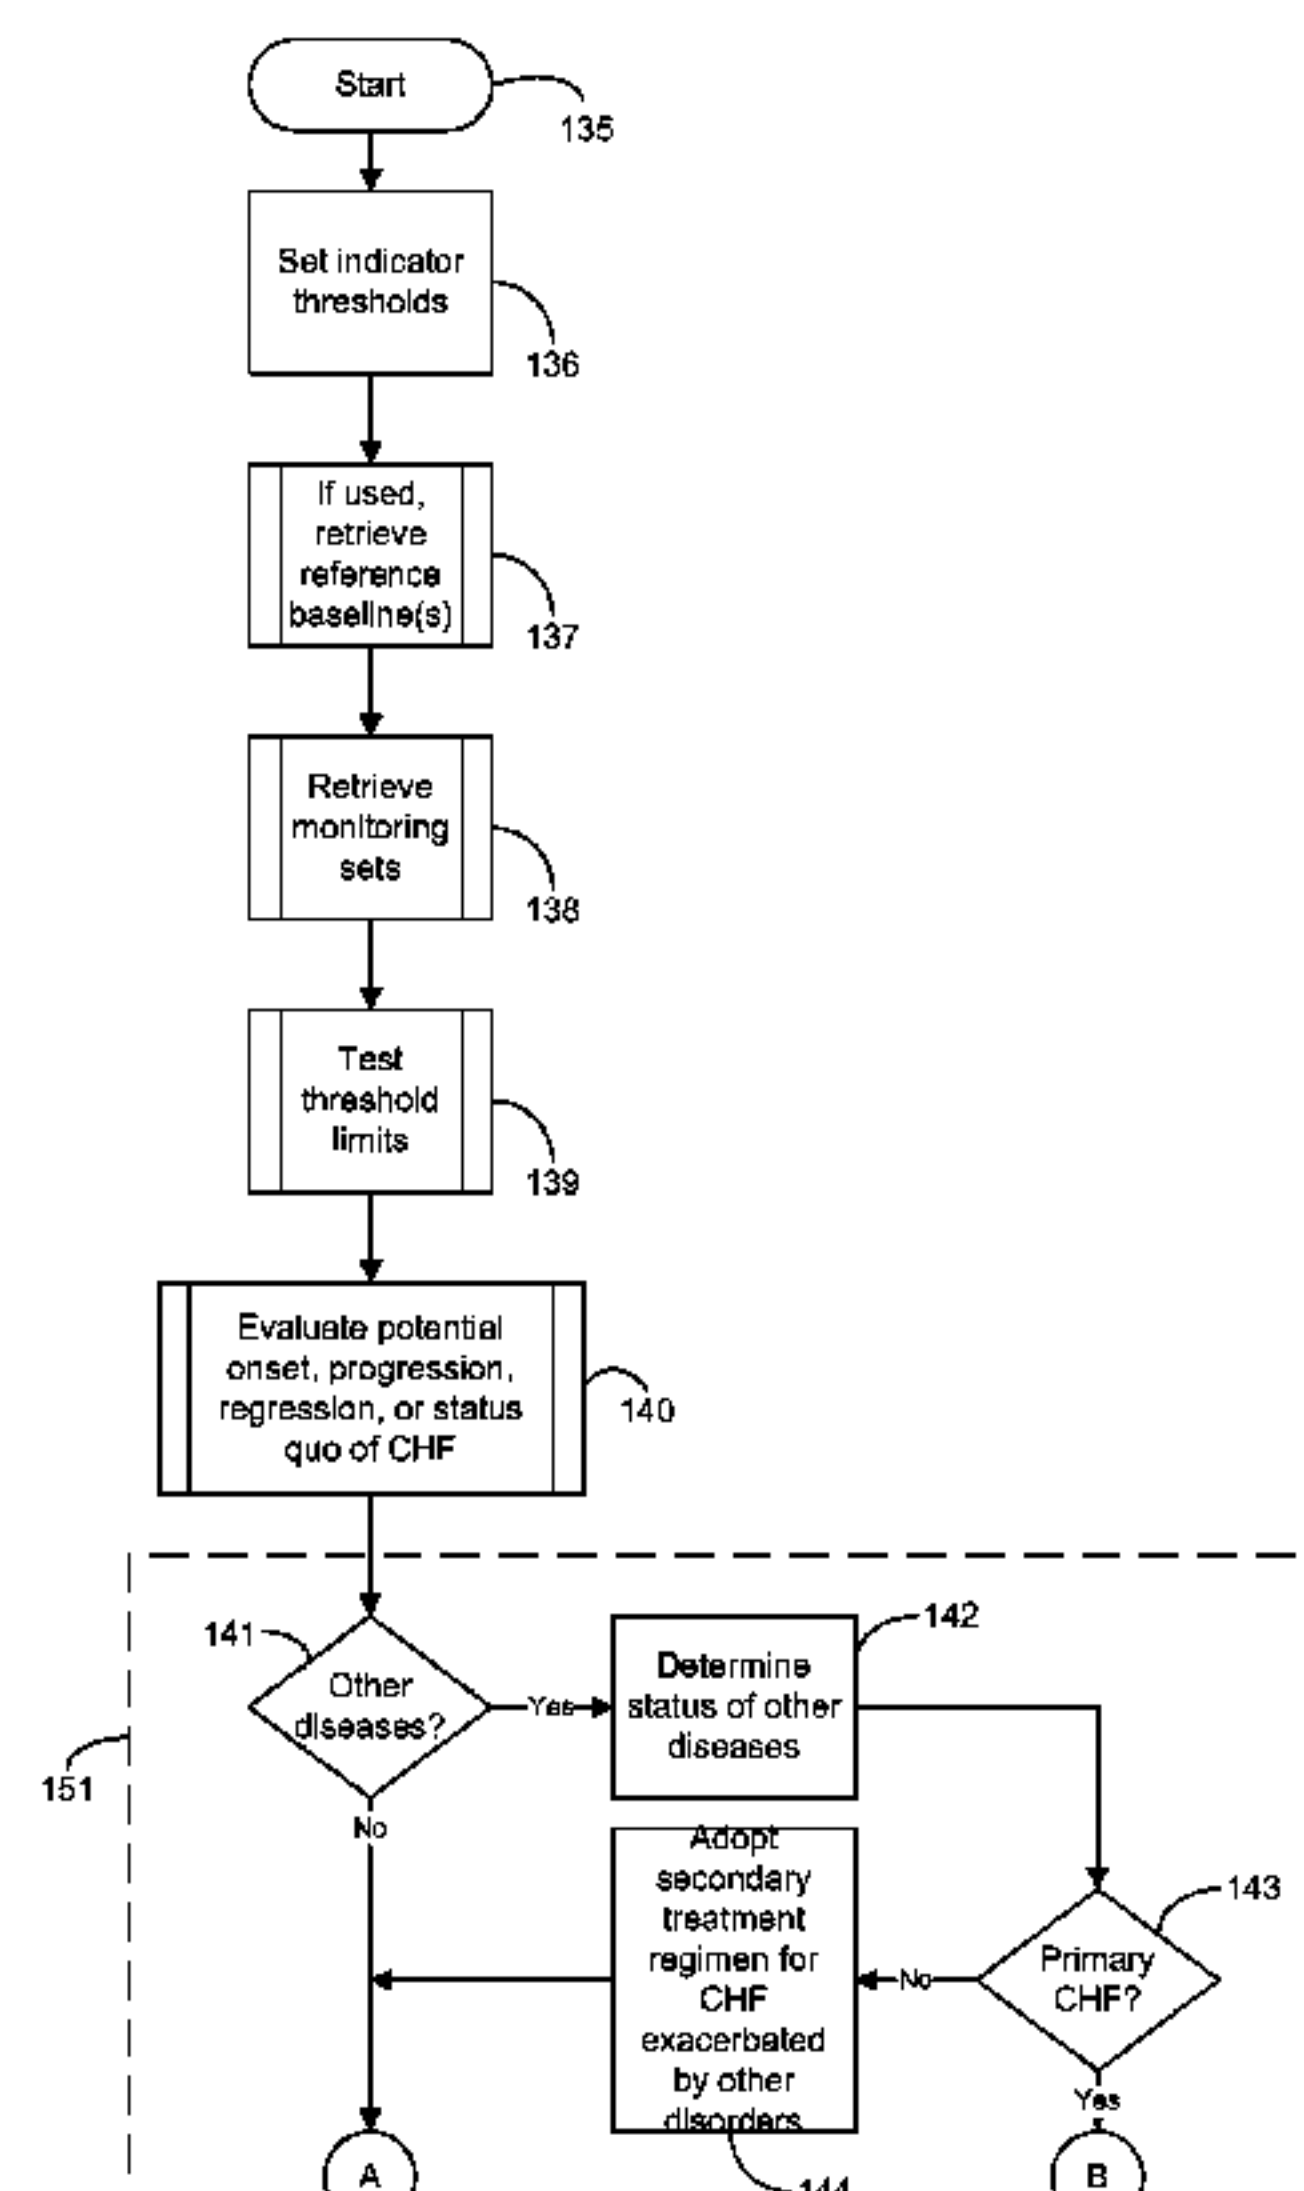 Start
135
Set indicator
thresholds
136
If used,
retrieve
reference
baseline(s)
137
Retrieve
monitoring
sets
138
Test
threshold
limits
139
Evaluate potential
onset, progression,
regression, or status
quo of CHF
140
141
Other
diseases?
Yes
Determine
status of other
diseases
142
151
No
Adopt
secondary
treatment
regimen for
CHF
exacerbated
by other
disorders
144
No
Primary
CHF?
143
Yes
A
B